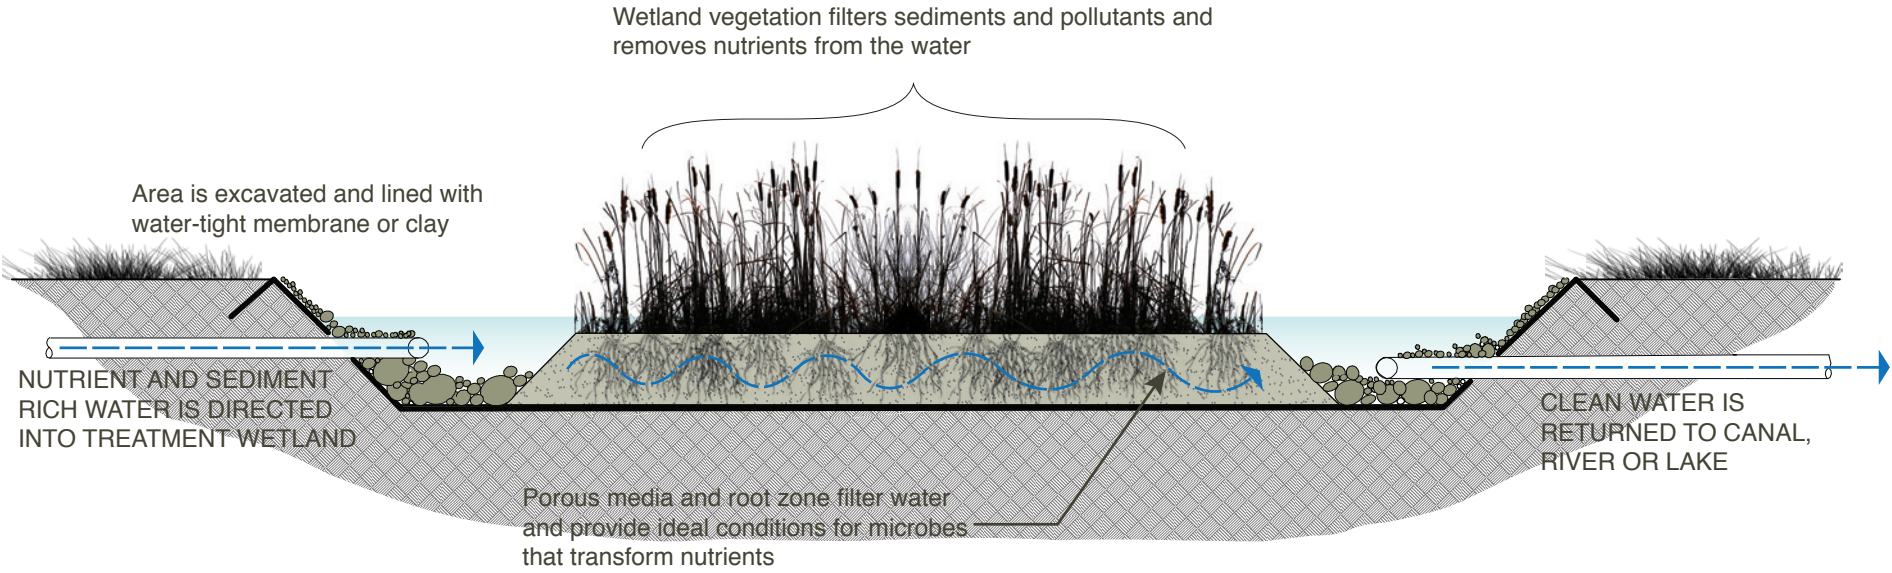 Wetland vegetation filters sediments and pollutants and
removes nutrients from the water
Area is excavated and lined with
water-tight membrane or clay
NUTRIENT AND SEDIMENT
RICH WATER IS DIRECTED
INTO TREATMENT WETLAND
CLEAN WATER IS
RETURNED TO CANAL,
RIVER OR LAKE
Porous media and root zone filter water
and provide ideal conditions for microbes
that transform nutrients